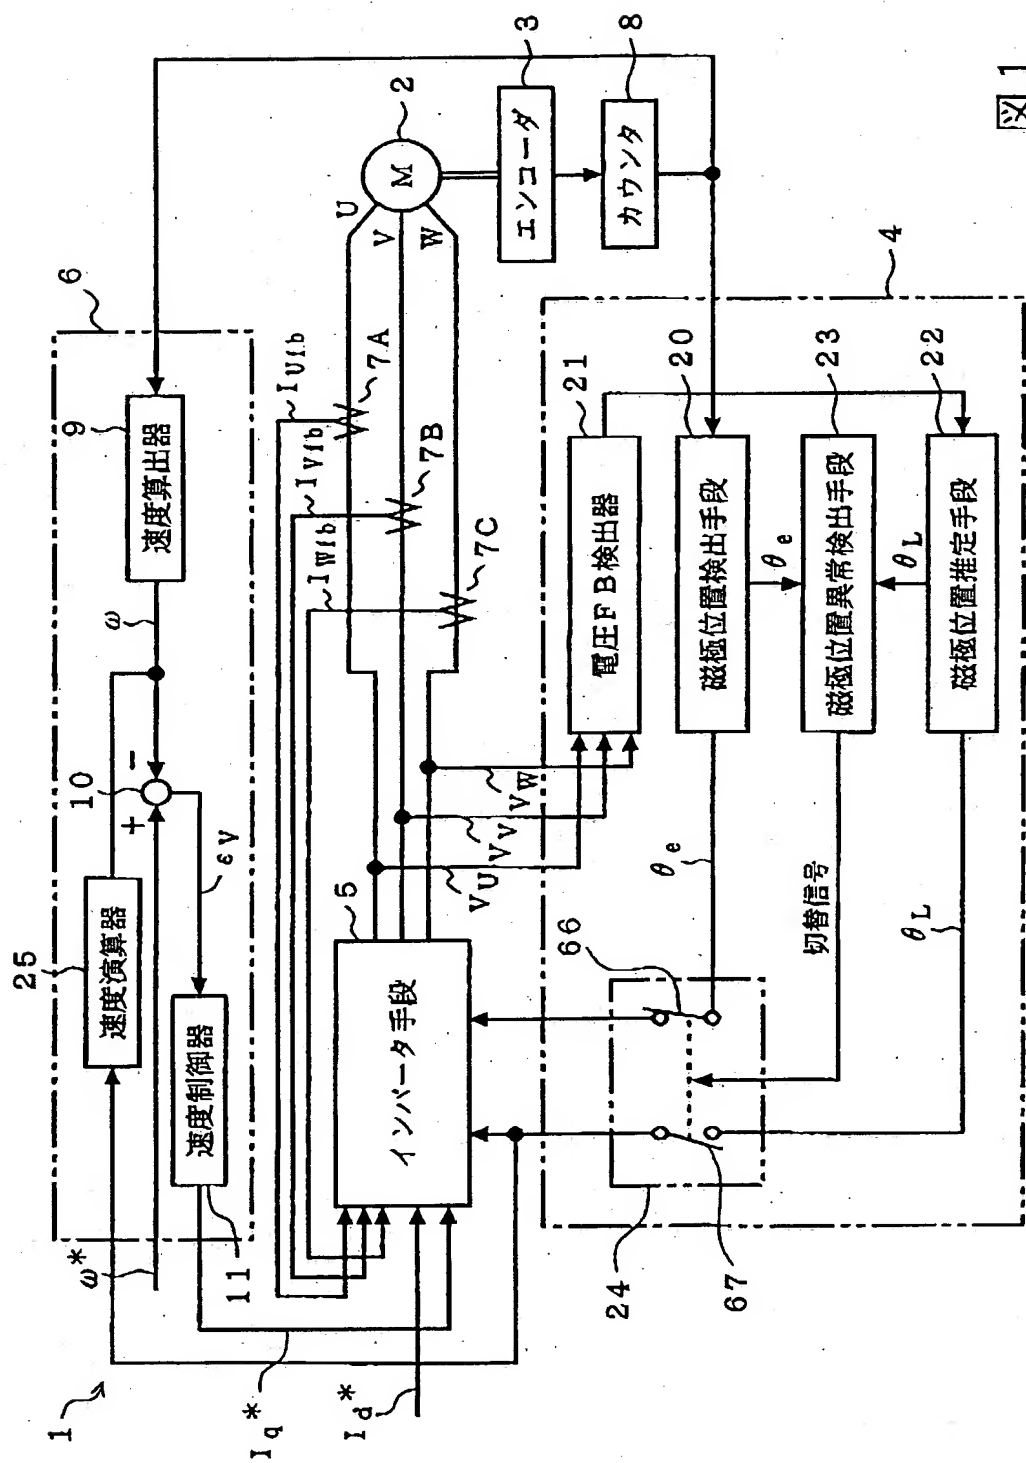 図1
1
ω*
25
速度演算器
10
+
-
ω
9
速度算出器
6
εV
速度制御器
11
Iq*
Id*
5
インバータ手段
IUfb
IVfb
IWfb
7A
7B
7C
U
V
W
M
2
エンコーダ
3
カウンタ
8
VU
VV
VW
4
電圧FB検出器
21
磁極位置検出手段
20
θe
磁極位置異常検出手段
23
θL
磁極位置推定手段
22
θe
切替信号
θL
66
24
67